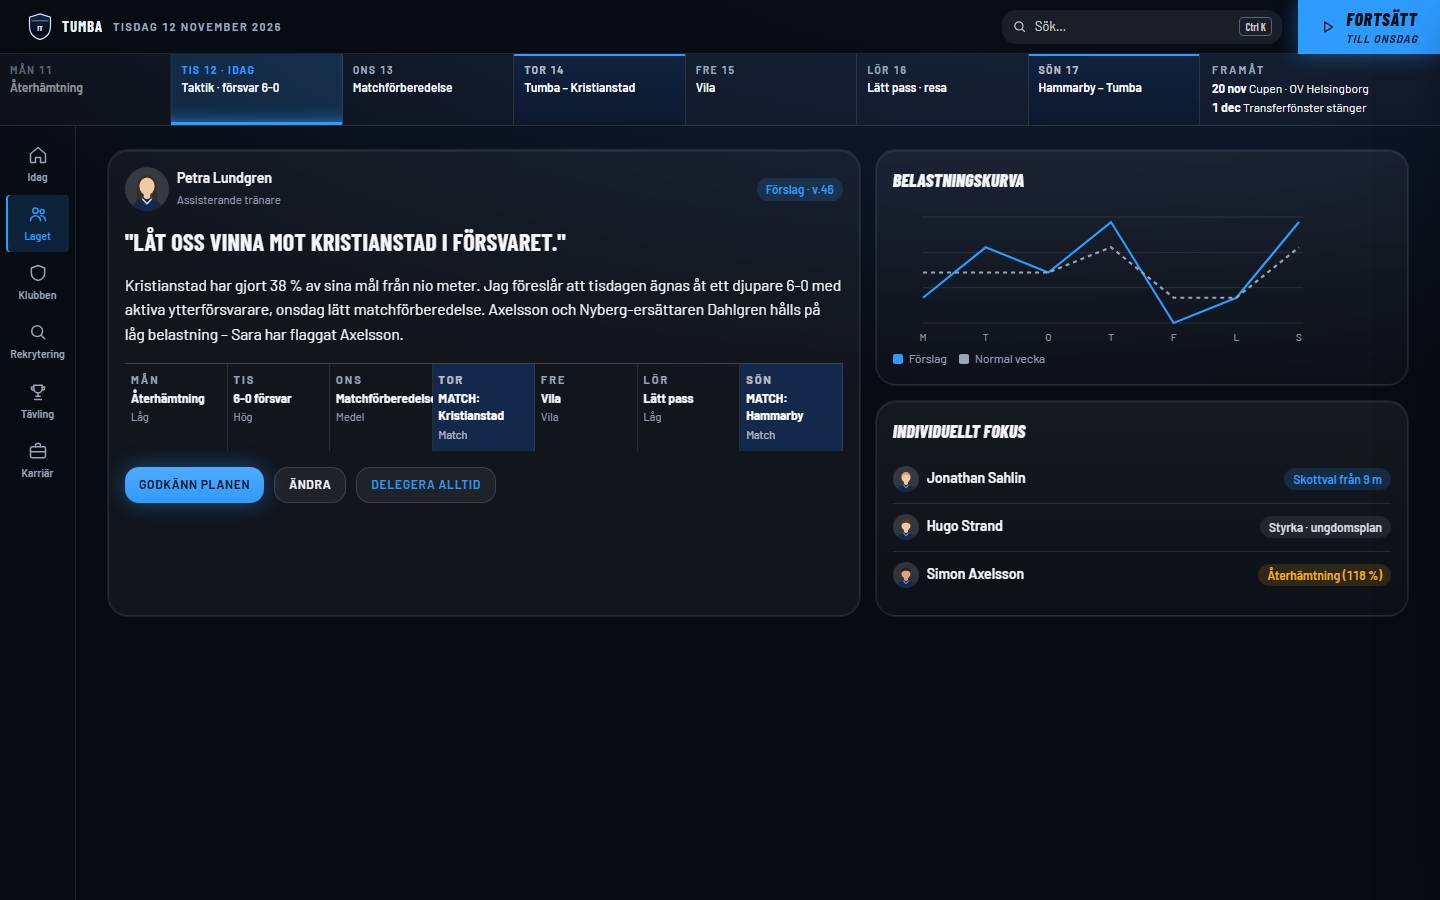 IT
TUMBA TISDAG 12 NOVEMBER 2026
Sök... Ctrl K
FORTSÄTT
TILL ONSDAG
MÅN 11
Återhämtning
TIS 12 · IDAG
Taktik · försvar 6-0
ONS 13
Matchförberedelse
TOR 14
Tumba – Kristianstad
FRE 15
Vila
LÖR 16
Lätt pass · resa
SÖN 17
Hammarby – Tumba
FRAMÅT
20 nov Cupen · OV Helsingborg
1 dec Transferfönster stänger
Idag
Laget
Klubben
Rekrytering
Tävling
Karriär
Petra Lundgren
Assisterande tränare
Förslag · v.46
"LÅT OSS VINNA MOT KRISTIANSTAD I FÖRSVARET."
Kristianstad har gjort 38 % av sina mål från nio meter. Jag föreslår att tisdagen ägnas åt ett djupare 6-0 med
aktiva ytterförsvarare, onsdag lätt matchförberedelse. Axelsson och Nyberg-ersättaren Dahlgren hålls på
låg belastning – Sara har flaggat Axelsson.
MÅN
Återhämtning
Låg
TIS
6-0 försvar
Hög
ONS
Matchförberedelse
Medel
TOR
MATCH:
Kristianstad
Match
FRE
Vila
Vila
LÖR
Lätt pass
Låg
SÖN
MATCH:
Hammarby
Match
GODKÄNN PLANEN
ÄNDRA
DELEGERA ALLTID
BELASTNINGSKURVA
M T O T F L S
Förslag Normal vecka
INDIVIDUELLT FOKUS
Jonathan Sahlin Skottval från 9 m
Hugo Strand Styrka · ungdomsplan
Simon Axelsson Återhämtning (118 %)